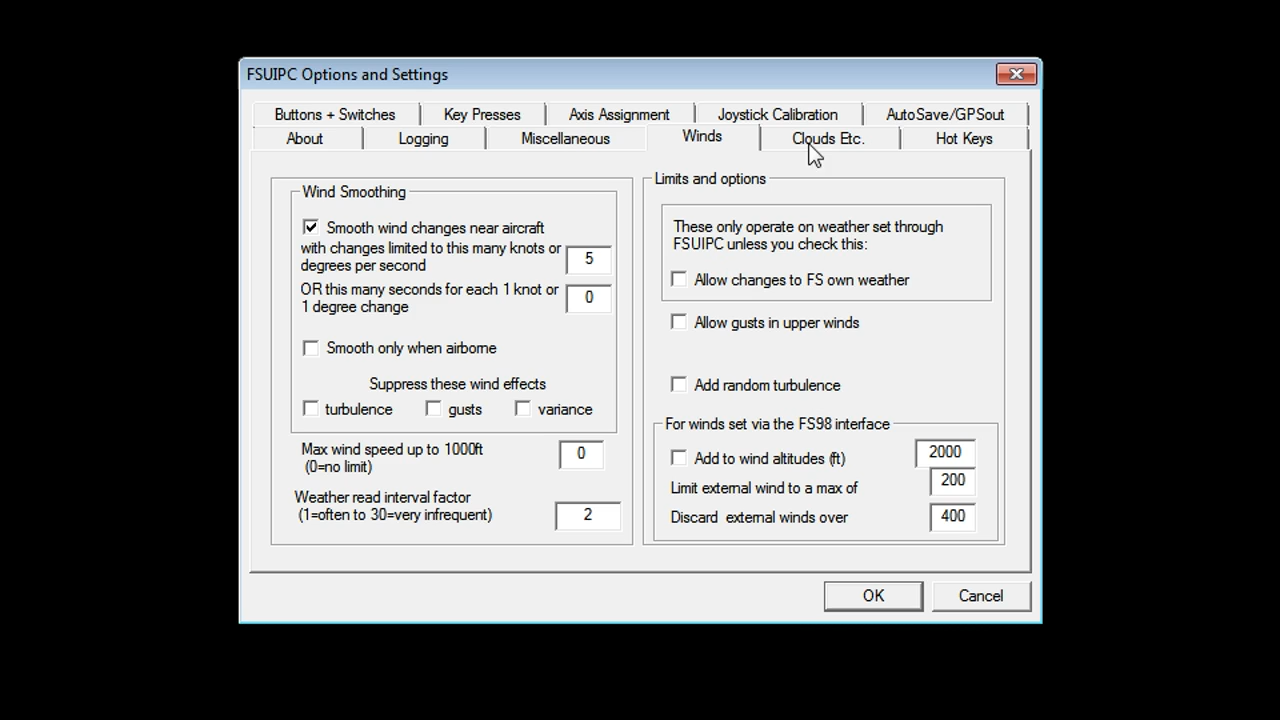 FSUIPC Options and Settings
Buttons + Switches
Key Presses
Axis Assignment
Joystick Calibration
AutoSave/GPSout
About
Logging
Miscellaneous
Winds
Clouds Etc.
Hot Keys
Wind Smoothing
Smooth wind changes near aircraft
with changes limited to this many knots or
degrees per second
5
OR this many seconds for each 1 knot or
1 degree change
0
Smooth only when airborne
Suppress these wind effects
turbulence
gusts
variance
Max wind speed up to 1000ft
(0=no limit)
0
Weather read interval factor
(1=often to 30=very infrequent)
2
Limits and options
These only operate on weather set through
FSUIPC unless you check this:
Allow changes to FS own weather
Allow gusts in upper winds
Add random turbulence
For winds set via the FS98 interface
Add to wind altitudes (ft)
2000
Limit external wind to a max of
200
Discard external winds over
400
OK
Cancel